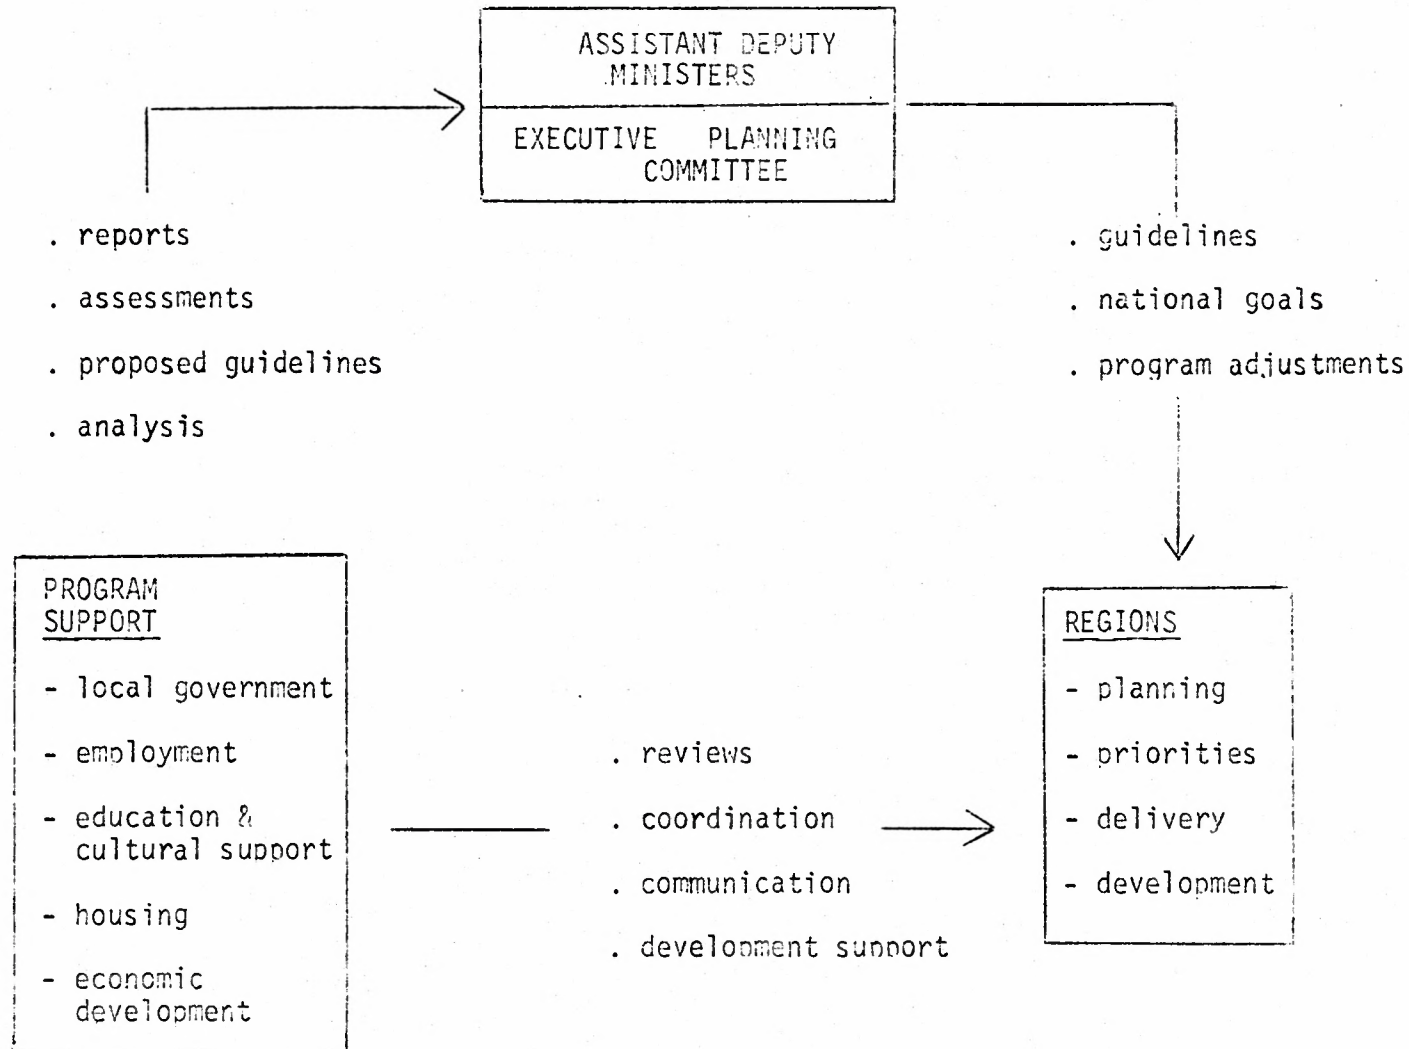 ASSISTANT DEPUTY
MINISTERS
EXECUTIVE PLANNING
COMMITTEE
. reports
. assessments
. proposed guidelines
. analysis
. guidelines
. national goals
. program adjustments
PROGRAM
SUPPORT
- local government
- employment
- education &
cultural support
- housing
- economic
development
. reviews
. coordination
. communication
. development support
REGIONS
- planning
- priorities
- delivery
- development